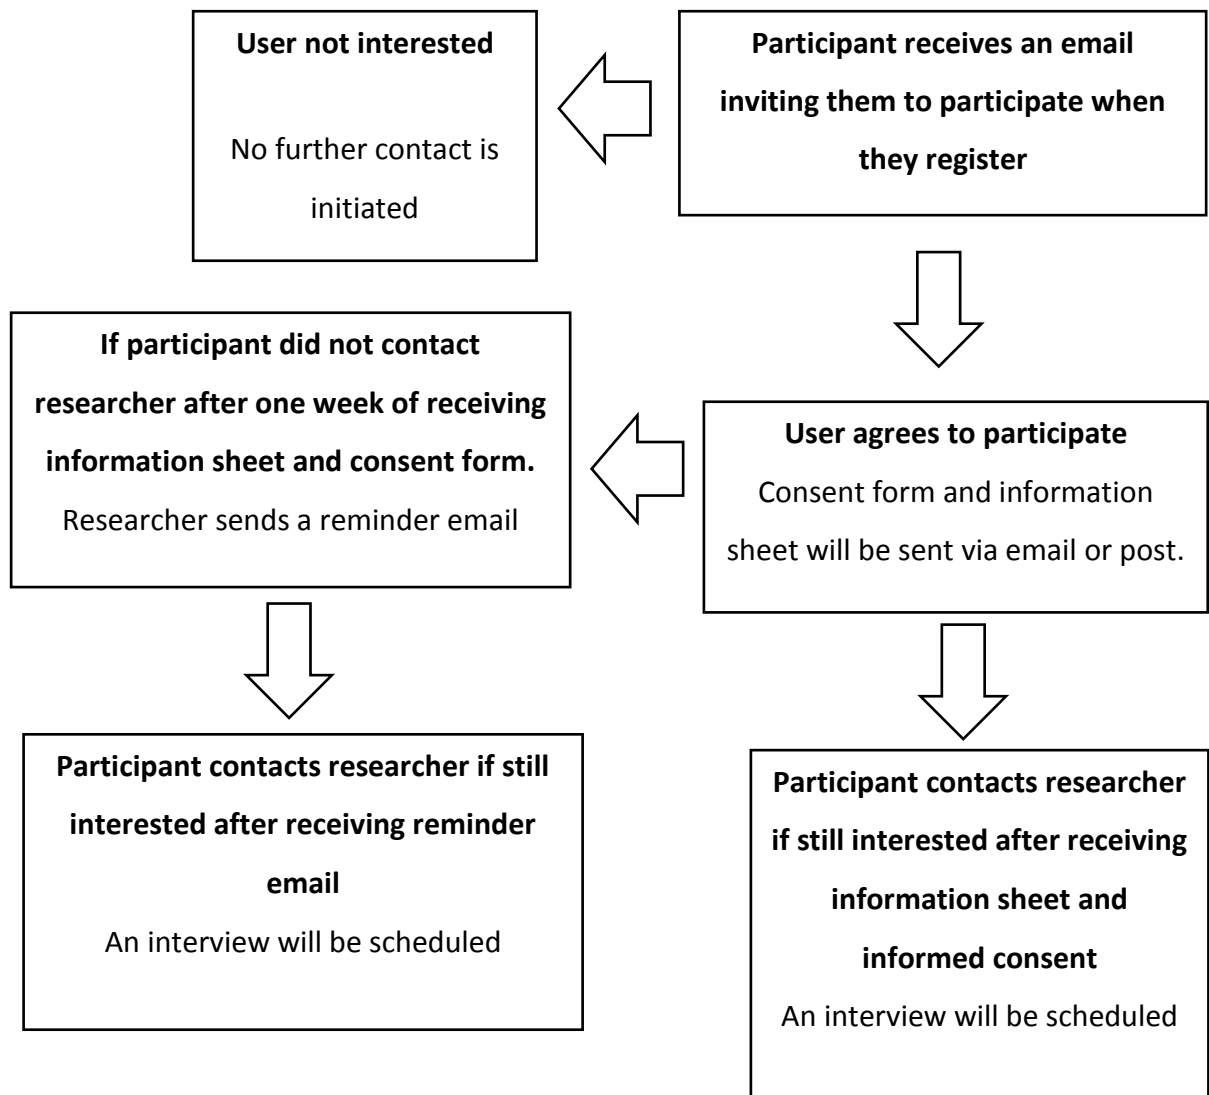 User not interested
No further contact is
initiated
Participant receives an email
inviting them to participate when
they register
If participant did not contact
researcher after one week of receiving
information sheet and consent form.
Researcher sends a reminder email
User agrees to participate
Consent form and information
sheet will be sent via email or post.
Participant contacts researcher if still
interested after receiving reminder
email
An interview will be scheduled
Participant contacts researcher
if still interested after receiving
information sheet and
informed consent
An interview will be scheduled